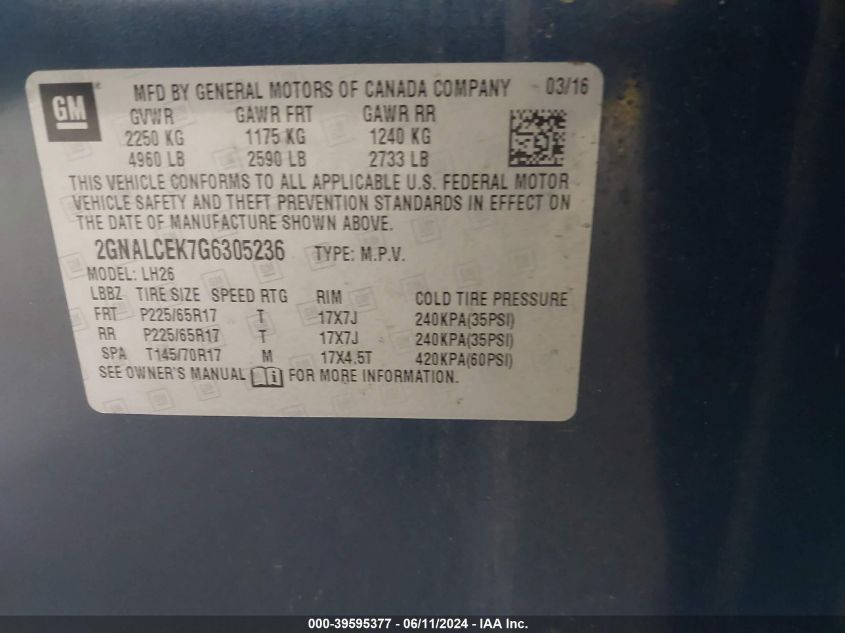 GM
MFD BY GENERAL MOTORS OF CANADA COMPANY 03/16
GVWR GAWR FRT GAWR RR
2250 KG 1175 KG 1240 KG
4960 LB 2590 LB 2733 LB
THIS VEHICLE CONFORMS TO ALL APPLICABLE U.S. FEDERAL MOTOR
VEHICLE SAFETY AND THEFT PREVENTION STANDARDS IN EFFECT ON
THE DATE OF MANUFACTURE SHOWN ABOVE.
2GNALCEK7G6305236 TYPE: M.P.V.
MODEL: LH26
LBBZ TIRE SIZE SPEED RTG RIM COLD TIRE PRESSURE
FRT P225/65R17 T 17X7J 240KPA(35PSI)
RR P225/65R17 T 17X7J 240KPA(35PSI)
SPA T145/70R17 M 17X4.5T 420KPA(60PSI)
SEE OWNER'S MANUAL FOR MORE INFORMATION.
000-39595377 - 06/11/2024 - IAA Inc.